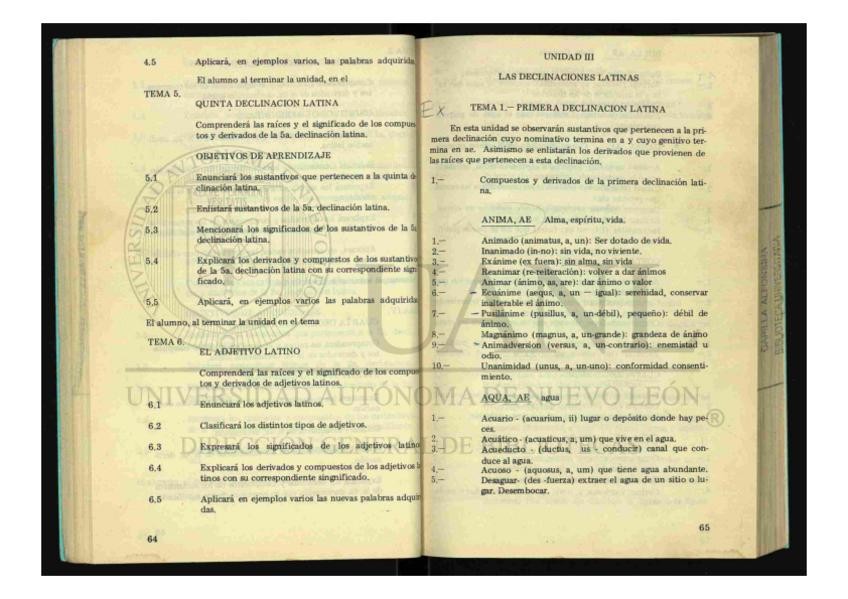 4.5 Aplicará, en ejemplos varios, las palabras adquirida
El alumno al terminar la unidad, en el
TEMA 5.
QUINTA DECLINACION LATINA
Comprenderá las raíces y el significado de los compues
tos y derivados de la 5a. declinación latina.
OBJETIVOS DE APRENDIZAJE
5.1 Enunciará los sustantivos que pertenecen a la quinta d
clinación latina.
5.2 Enlistará sustantivos de la 5a. declinación latina.
5.3 Mencionará los significados de los sustantivos de la 5
declinación latina.
5.4 Explicará los derivados y compuestos de los sustantivo
de la 5a. declinación latina con su correspondiente sign
ficado.
5.5 Aplicará, en ejemplos varios las palabras adquirida
El alumno, al terminar la unidad en el tema
TEMA 6.
EL ADJETIVO LATINO
Comprenderá las raíces y el significado de los compue
tos y derivados de adjetivos latinos.
6.1 Enunciará los adjetivos latinos.
6.2 Clasificará los distintos tipos de adjetivos.
6.3 Expresará los significados de los adjetivos latino
6.4 Explicará los derivados y compuestos de los adjetivos l
tinos con su correspondiente singnificado.
6.5 Aplicará en ejemplos varios las nuevas palabras adqui
das.
64
UNIDAD III
LAS DECLINACIONES LATINAS
Ex TEMA 1.— PRIMERA DECLINACION LATINA
En esta unidad se observarán sustantivos que pertenecen a la pri-
mera declinación cuyo nominativo termina en a y cuyo genitivo ter-
mina en ae. Asimismo se enlistarán los derivados que provienen de
las raíces que pertenecen a esta declinación.
1.— Compuestos y derivados de la primera declinación lati-
na.
ANIMA, AE Alma, espíritu, vida.
1.— Animado (animatus, a, un): Ser dotado de vida.
2.— Inanimado (in-no): sin vida, no viviente.
3.— Exánime (ex fuera): sin alma, sin vida
4.— Reanimar (re-reiteración): volver a dar ánimos
5.— Animar (ánimo, as, are): dar ánimo o valor
6.— Ecuánime (aequs, a, un — igual): serenidad, conservar
inalterable el ánimo.
7.— Pusilánime (pusillus, a, un-débil), pequeño): débil de
ánimo.
8.— Magnánimo (magnus, a, un-grande): grandeza de ánimo
9.— Animadversion (versus, a, un-contrario): enemistad u
odio.
10.— Unanimidad (unus, a, un-uno): conformidad consenti-
miento.
AQUA, AE agua
1.— Acuario - (acuarium, ii) lugar o depósito donde hay pe-
ces.
2.— Acuático - (acuaticus, a, um) que vive en el agua.
3.— Acueducto - (ductus, us - conducir) canal que con-
duce al agua.
4.— Acuoso - (aquosus, a, um) que tiene agua abundante.
5.— Desaguar- (des -fuerza) extraer el agua de un sitio o lu-
gar. Desembocar.
65
UANL
UNIVERSIDAD AUTÓNOMA DE NUEVO LEÓN
®
CAPILLA ALFONSINA
BIBLIOTECA UNIVERSITARIA